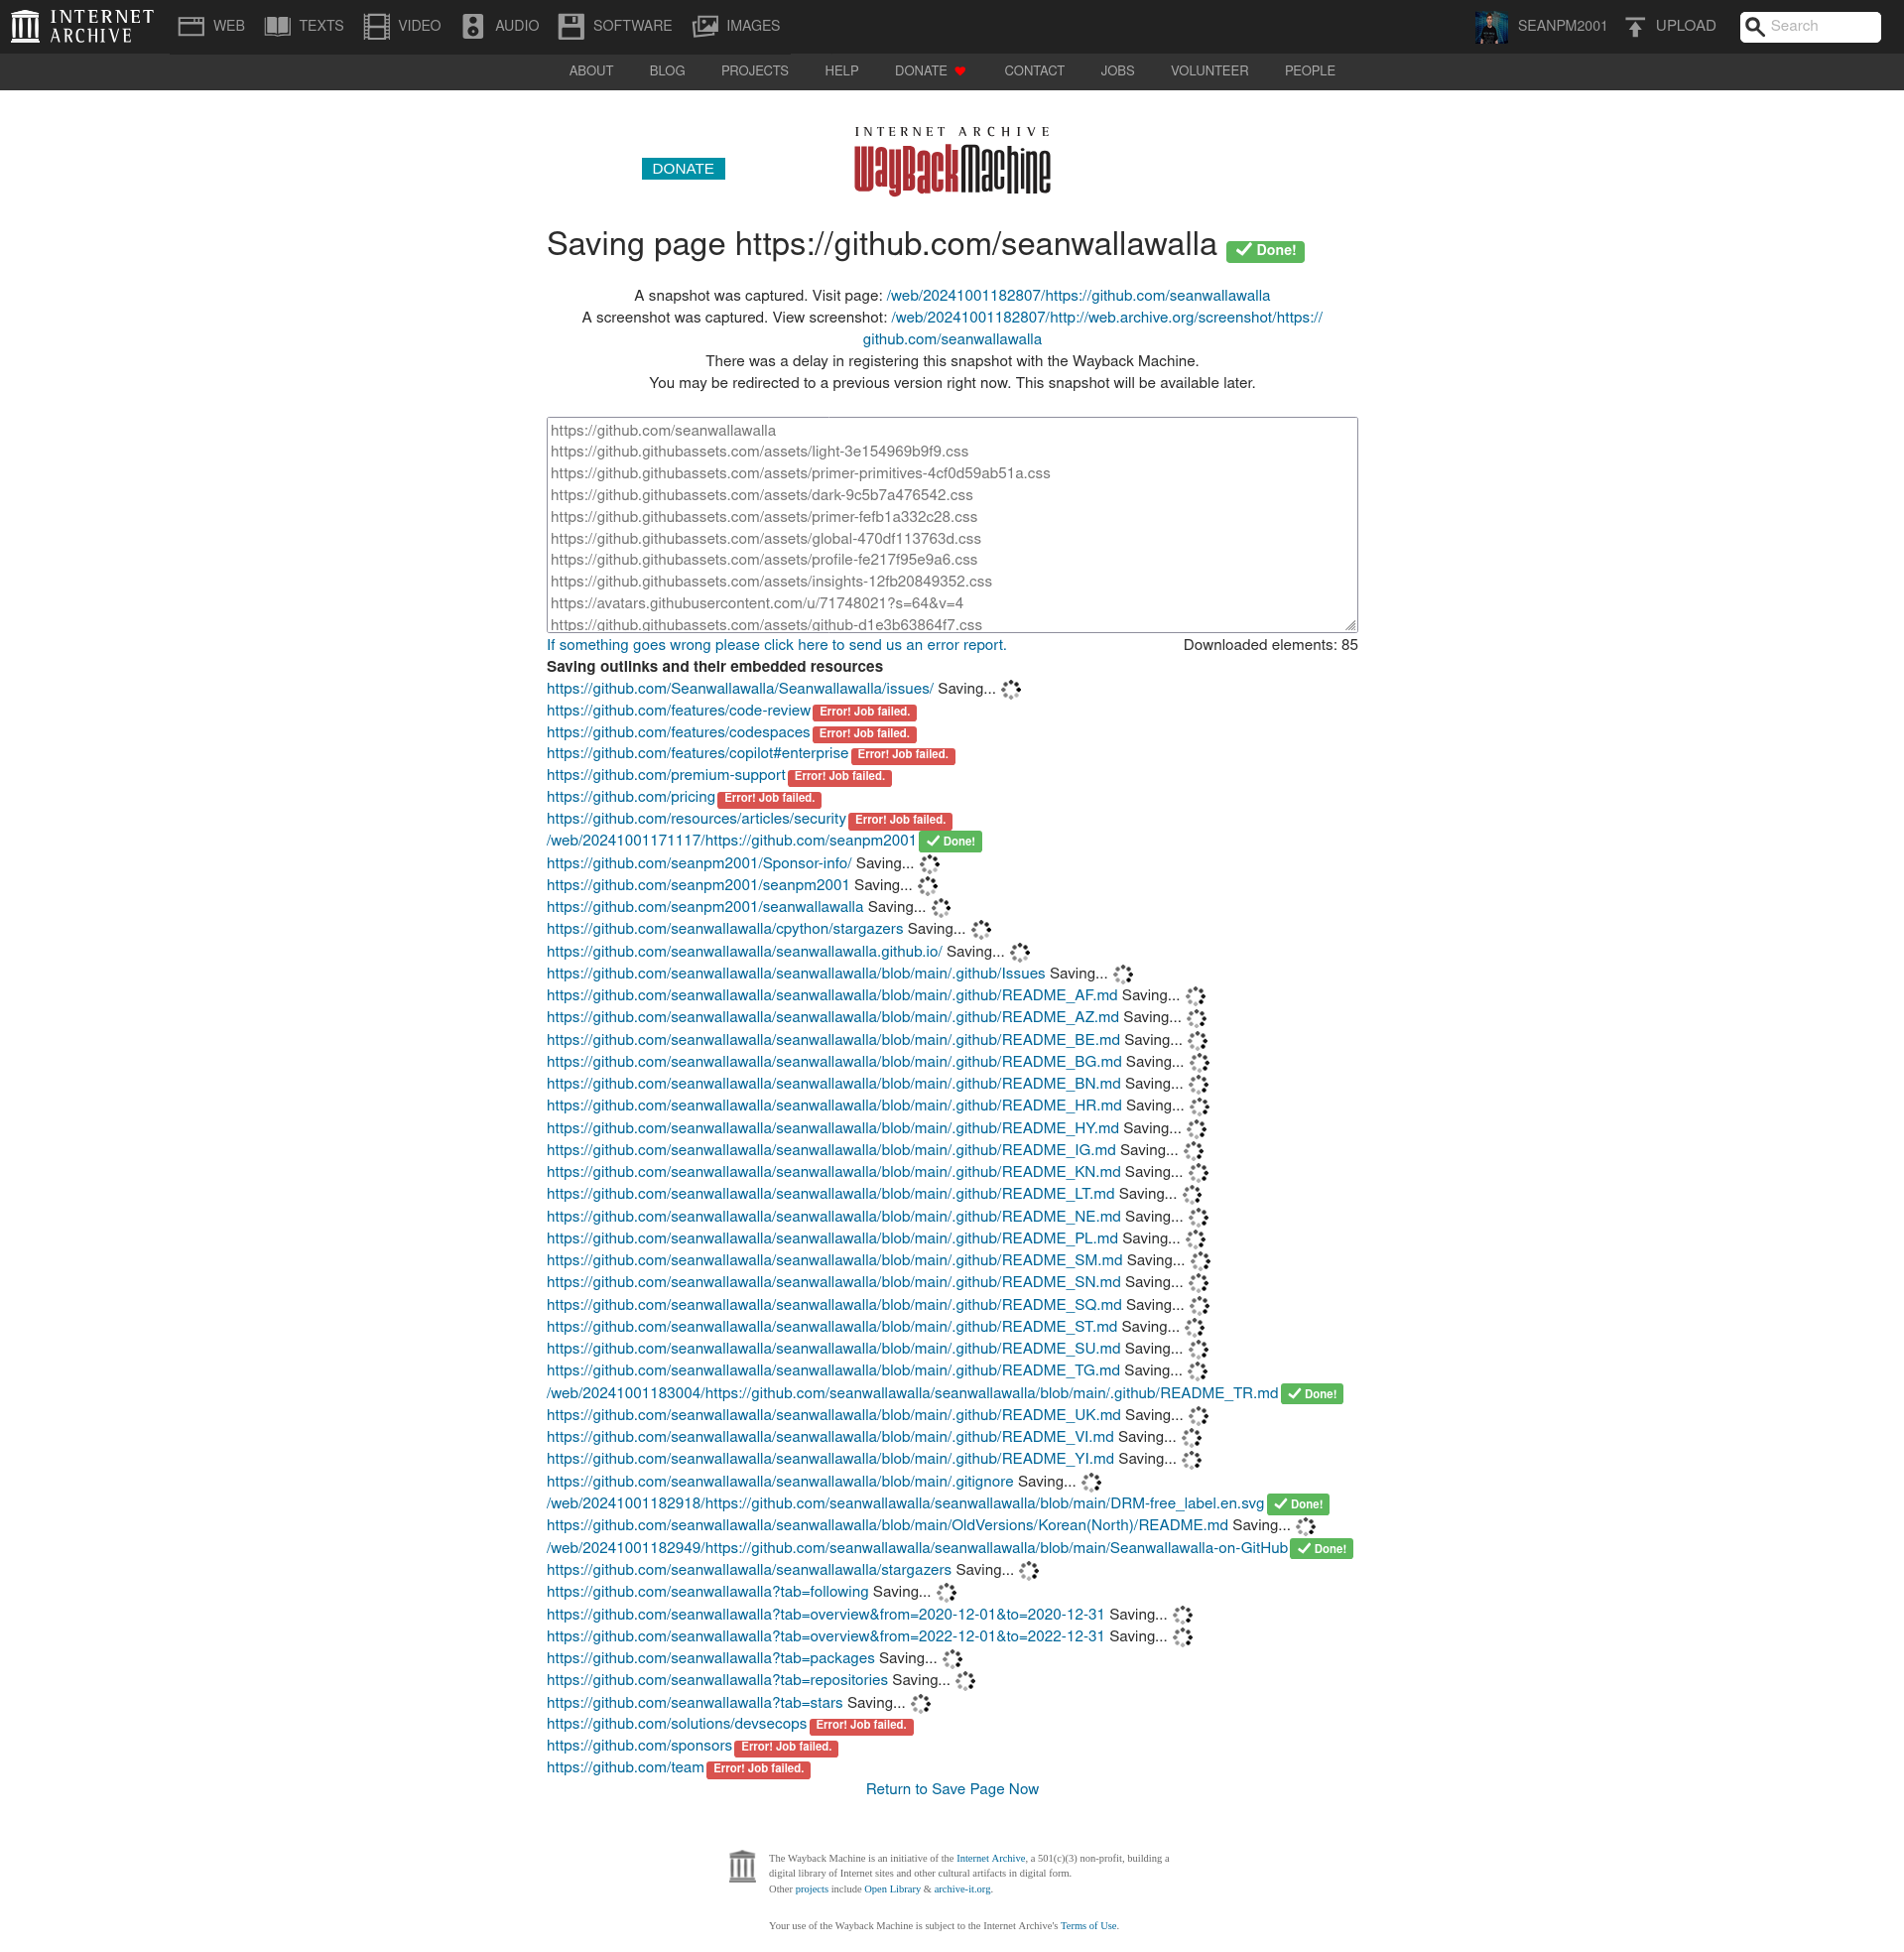 INTERNET ARCHIVE
WEB TEXTS VIDEO AUDIO SOFTWARE IMAGES SEANPM2001 UPLOAD Search
ABOUT BLOG PROJECTS HELP DONATE CONTACT JOBS VOLUNTEER PEOPLE
INTERNET ARCHIVE
WayBackMachine
DONATE
Saving page https://github.com/seanwallawalla Done!
A snapshot was captured. Visit page: /web/20241001182807/https://github.com/seanwallawalla
A screenshot was captured. View screenshot: /web/20241001182807/http://web.archive.org/screenshot/https://
github.com/seanwallawalla
There was a delay in registering this snapshot with the Wayback Machine.
You may be redirected to a previous version right now. This snapshot will be available later.
https://github.com/seanwallawalla
https://github.githubassets.com/assets/light-3e154969b9f9.css
https://github.githubassets.com/assets/primer-primitives-4cf0d59ab51a.css
https://github.githubassets.com/assets/dark-9c5b7a476542.css
https://github.githubassets.com/assets/primer-fefb1a332c28.css
https://github.githubassets.com/assets/global-470df113763d.css
https://github.githubassets.com/assets/profile-fe217f95e9a6.css
https://github.githubassets.com/assets/insights-12fb20849352.css
https://avatars.githubusercontent.com/u/71748021?s=64&v=4
https://github.githubassets.com/assets/github-d1e3b63864f7.css
If something goes wrong please click here to send us an error report. Downloaded elements: 85
Saving outlinks and their embedded resources
https://github.com/Seanwallawalla/Seanwallawalla/issues/ Saving...
https://github.com/features/code-review Error! Job failed.
https://github.com/features/codespaces Error! Job failed.
https://github.com/features/copilot#enterprise Error! Job failed.
https://github.com/premium-support Error! Job failed.
https://github.com/pricing Error! Job failed.
https://github.com/resources/articles/security Error! Job failed.
/web/20241001171117/https://github.com/seanpm2001 Done!
https://github.com/seanpm2001/Sponsor-info/ Saving...
https://github.com/seanpm2001/seanpm2001 Saving...
https://github.com/seanpm2001/seanwallawalla Saving...
https://github.com/seanwallawalla/cpython/stargazers Saving...
https://github.com/seanwallawalla/seanwallawalla.github.io/ Saving...
https://github.com/seanwallawalla/seanwallawalla/blob/main/.github/Issues Saving...
https://github.com/seanwallawalla/seanwallawalla/blob/main/.github/README_AF.md Saving...
https://github.com/seanwallawalla/seanwallawalla/blob/main/.github/README_AZ.md Saving...
https://github.com/seanwallawalla/seanwallawalla/blob/main/.github/README_BE.md Saving...
https://github.com/seanwallawalla/seanwallawalla/blob/main/.github/README_BG.md Saving...
https://github.com/seanwallawalla/seanwallawalla/blob/main/.github/README_BN.md Saving...
https://github.com/seanwallawalla/seanwallawalla/blob/main/.github/README_HR.md Saving...
https://github.com/seanwallawalla/seanwallawalla/blob/main/.github/README_HY.md Saving...
https://github.com/seanwallawalla/seanwallawalla/blob/main/.github/README_IG.md Saving...
https://github.com/seanwallawalla/seanwallawalla/blob/main/.github/README_KN.md Saving...
https://github.com/seanwallawalla/seanwallawalla/blob/main/.github/README_LT.md Saving...
https://github.com/seanwallawalla/seanwallawalla/blob/main/.github/README_NE.md Saving...
https://github.com/seanwallawalla/seanwallawalla/blob/main/.github/README_PL.md Saving...
https://github.com/seanwallawalla/seanwallawalla/blob/main/.github/README_SM.md Saving...
https://github.com/seanwallawalla/seanwallawalla/blob/main/.github/README_SN.md Saving...
https://github.com/seanwallawalla/seanwallawalla/blob/main/.github/README_SQ.md Saving...
https://github.com/seanwallawalla/seanwallawalla/blob/main/.github/README_ST.md Saving...
https://github.com/seanwallawalla/seanwallawalla/blob/main/.github/README_SU.md Saving...
https://github.com/seanwallawalla/seanwallawalla/blob/main/.github/README_TG.md Saving...
/web/20241001183004/https://github.com/seanwallawalla/seanwallawalla/blob/main/.github/README_TR.md Done!
https://github.com/seanwallawalla/seanwallawalla/blob/main/.github/README_UK.md Saving...
https://github.com/seanwallawalla/seanwallawalla/blob/main/.github/README_VI.md Saving...
https://github.com/seanwallawalla/seanwallawalla/blob/main/.github/README_YI.md Saving...
https://github.com/seanwallawalla/seanwallawalla/blob/main/.gitignore Saving...
/web/20241001182918/https://github.com/seanwallawalla/seanwallawalla/blob/main/DRM-free_label.en.svg Done!
https://github.com/seanwallawalla/seanwallawalla/blob/main/OldVersions/Korean(North)/README.md Saving...
/web/20241001182949/https://github.com/seanwallawalla/seanwallawalla/blob/main/Seanwallawalla-on-GitHub Done!
https://github.com/seanwallawalla/seanwallawalla/stargazers Saving...
https://github.com/seanwallawalla?tab=following Saving...
https://github.com/seanwallawalla?tab=overview&from=2020-12-01&to=2020-12-31 Saving...
https://github.com/seanwallawalla?tab=overview&from=2022-12-01&to=2022-12-31 Saving...
https://github.com/seanwallawalla?tab=packages Saving...
https://github.com/seanwallawalla?tab=repositories Saving...
https://github.com/seanwallawalla?tab=stars Saving...
https://github.com/solutions/devsecops Error! Job failed.
https://github.com/sponsors Error! Job failed.
https://github.com/team Error! Job failed.
Return to Save Page Now
The Wayback Machine is an initiative of the Internet Archive, a 501(c)(3) non-profit, building a
digital library of Internet sites and other cultural artifacts in digital form.
Other projects include Open Library & archive-it.org.
Your use of the Wayback Machine is subject to the Internet Archive's Terms of Use.